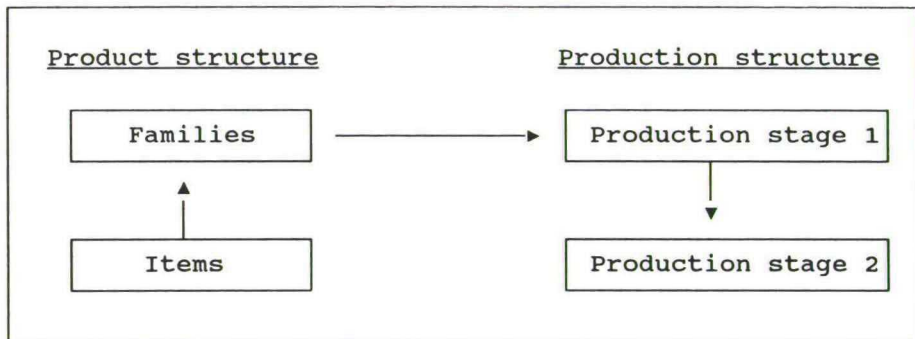 Product structure
Production structure
Families
Production stage 1
Items
Production stage 2